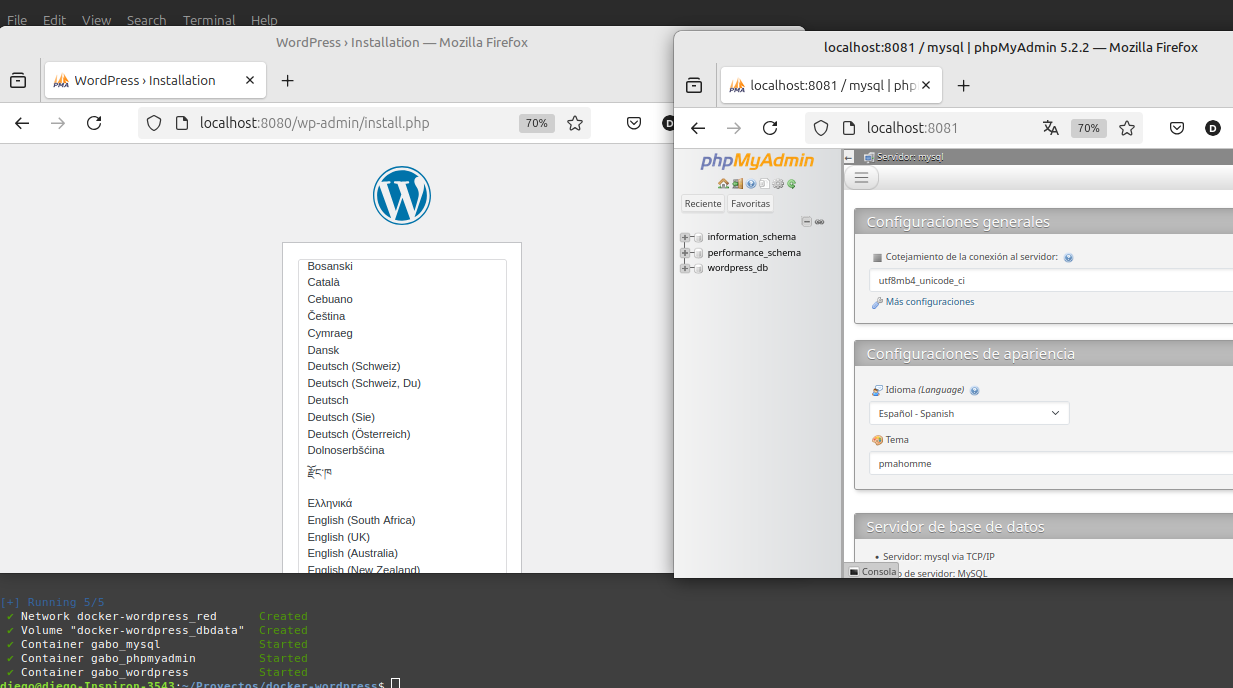 File Edit View Search Terminal Help
WordPress › Installation — Mozilla Firefox
WordPress › Installation
localhost:8080/wp-admin/install.php
70%
Bosanski
Català
Cebuano
Čeština
Cymraeg
Dansk
Deutsch (Schweiz)
Deutsch (Schweiz, Du)
Deutsch
Deutsch (Sie)
Deutsch (Österreich)
Dolnoserbšćina
རྫོང་ཁ
Ελληνικά
English (South Africa)
English (UK)
English (Australia)
English (New Zealand)
localhost:8081 / mysql | phpMyAdmin 5.2.2 — Mozilla Firefox
localhost:8081 / mysql | php
localhost:8081
70%
D
phpMyAdmin
Reciente Favoritas
information_schema
performance_schema
wordpress_db
Servidor: mysql
Configuraciones generales
Cotejamiento de la conexión al servidor:
utf8mb4_unicode_ci
Más configuraciones
Configuraciones de apariencia
Idioma (Language)
Español - Spanish
Tema
pmahomme
Servidor de base de datos
• Servidor: mysql via TCP/IP
o de servidor: MySQL
Consola
[+] Running 5/5
✔ Network docker-wordpress_red Created
✔ Volume "docker-wordpress_dbdata" Created
✔ Container gabo_mysql Started
✔ Container gabo_phpmyadmin Started
✔ Container gabo_wordpress Started
diego@diego-Inspiron-3543:~/Proyectos/docker-wordpress$